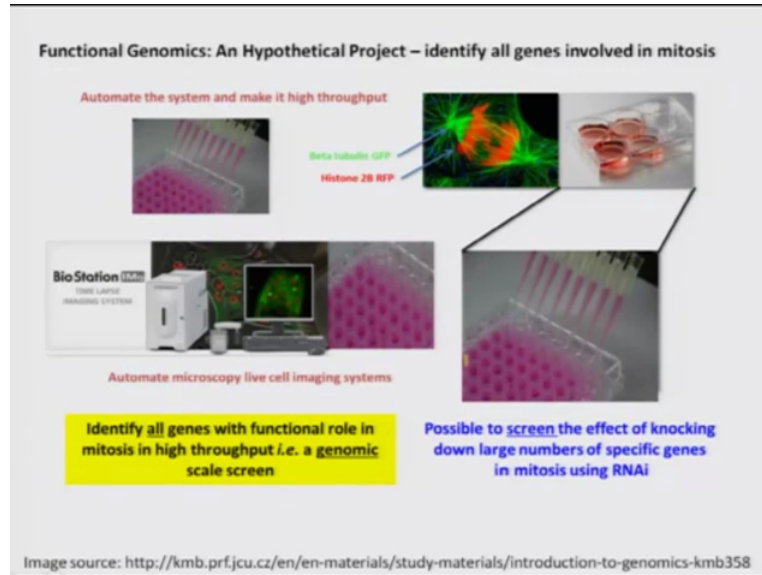 Functional Genomics: An Hypothetical Project – identify all genes involved in mitosis
Automate the system and make it high throughput
Beta tubulin GFP
Histone 2B RFP
BioStation IMQ
TIME LAPSE
IMAGING SYSTEM
Automate microscopy live cell imaging systems
Identify all genes with functional role in
mitosis in high throughput i.e. a genomic
scale screen
Possible to screen the effect of knocking
down large numbers of specific genes
in mitosis using RNAi
Image source: http://kmb.prf.jcu.cz/en/en-materials/study-materials/introduction-to-genomics-kmb358